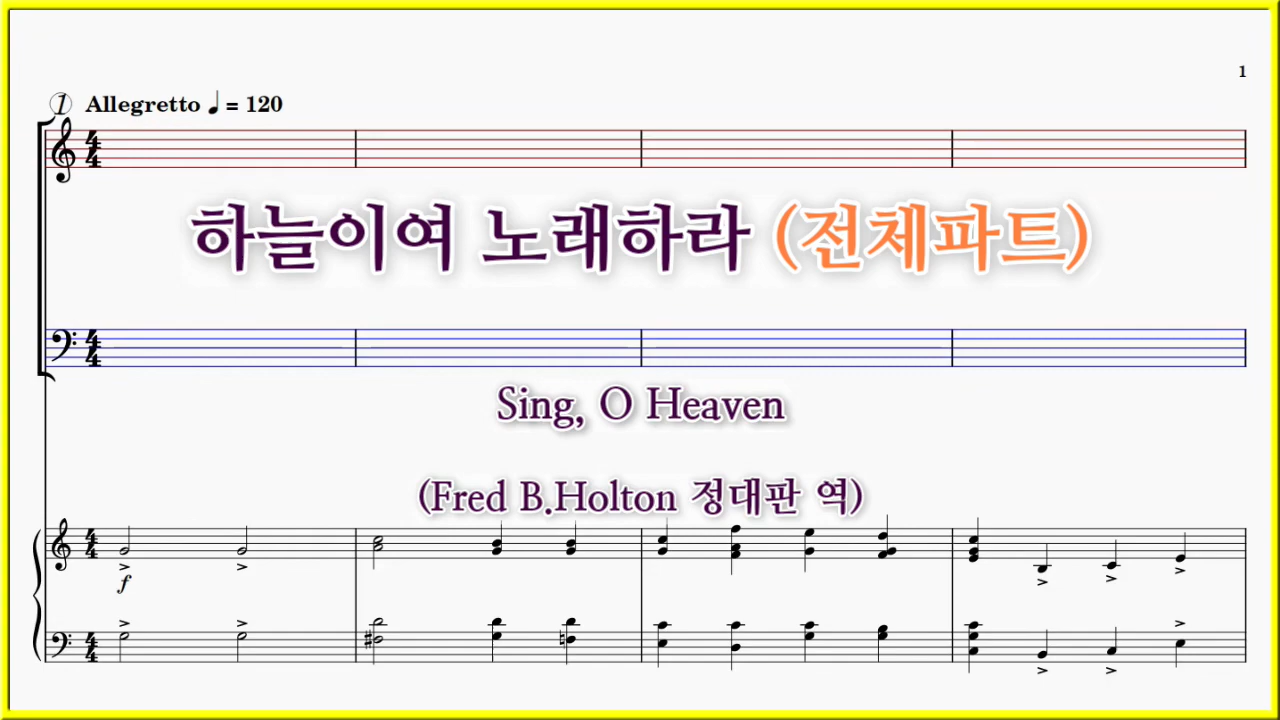 1
① Allegretto ♩ = 120
하늘이여 노래하라 (전체파트)
Sing, O Heaven
(Fred B.Holton 정대판 역)
f